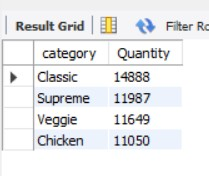 Result Grid Filter Ro
category Quantity
Classic 14888
Supreme 11987
Veggie 11649
Chicken 11050